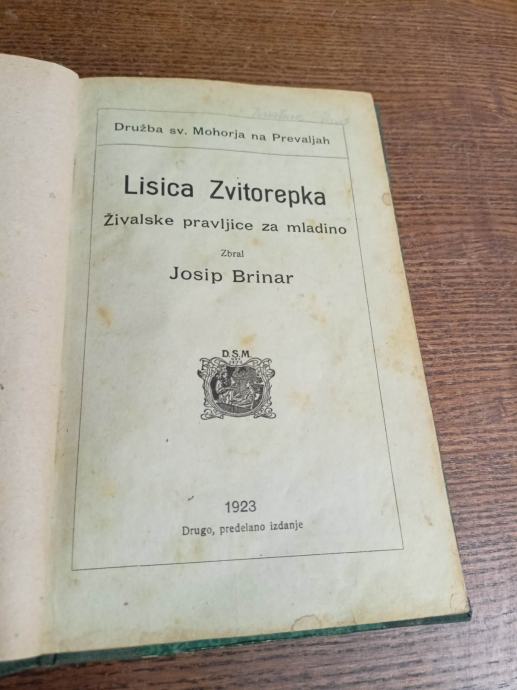 Družba sv. Mohorja na Prevaljah
Lisica Zvitorepka
Živalske pravljice za mladino
Zbral
Josip Brinar
D.S.M.
1923
Drugo, predelano izdanje